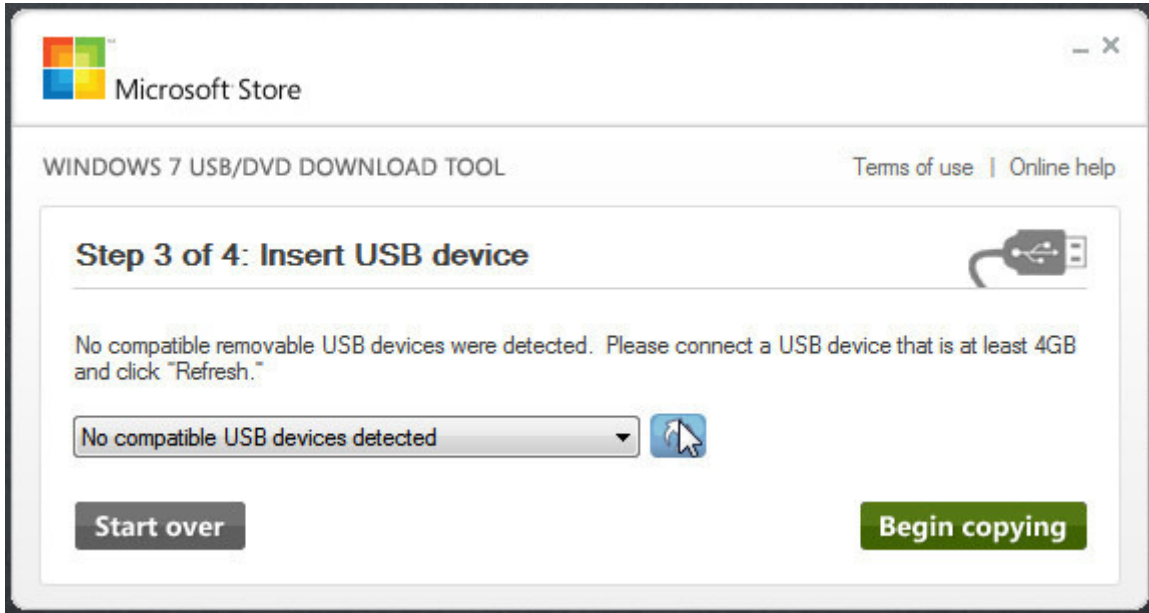 Microsoft Store
WINDOWS 7 USB/DVD DOWNLOAD TOOL
Terms of use | Online help
Step 3 of 4: Insert USB device
No compatible removable USB devices were detected. Please connect a USB device that is at least 4GB
and click "Refresh."
No compatible USB devices detected
Start over
Begin copying